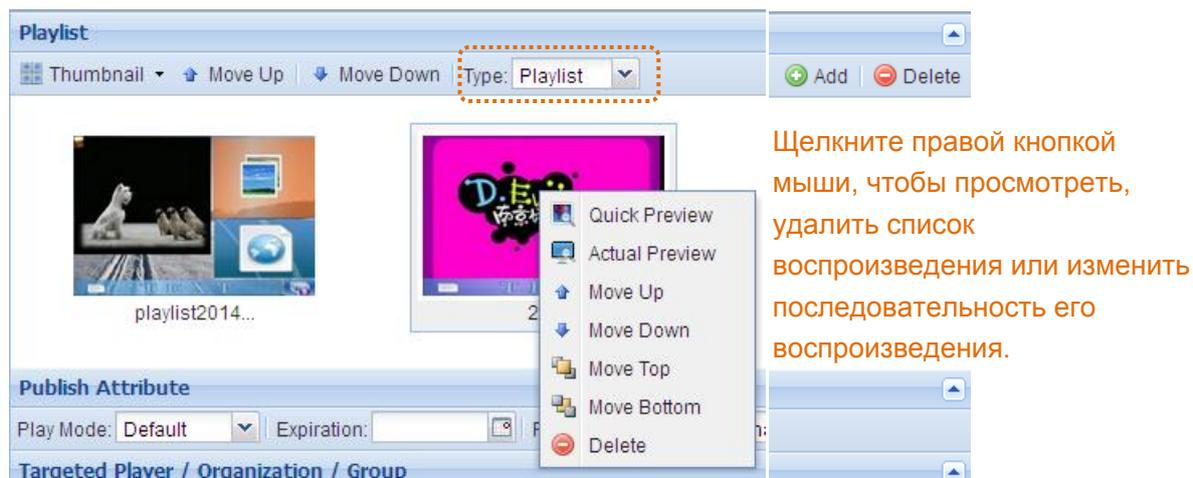 Playlist
Thumbnail Move Up Move Down Type: Playlist Add Delete
Щелкните правой кнопкой
мыши, чтобы просмотреть,
удалить список
воспроизведения или изменить
последовательность его
воспроизведения.
playlist2014...
2
Quick Preview
Actual Preview
Move Up
Move Down
Move Top
Move Bottom
Delete
Publish Attribute
Play Mode: Default Expiration:
Targeted Player / Organization / Group